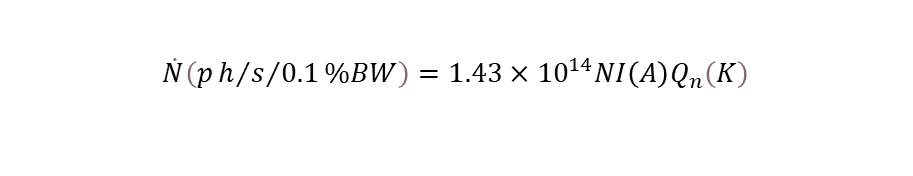 Ṅ(ph/s/0.1%BW) = 1.43 × 10¹⁴NI(A)Qₙ(K)